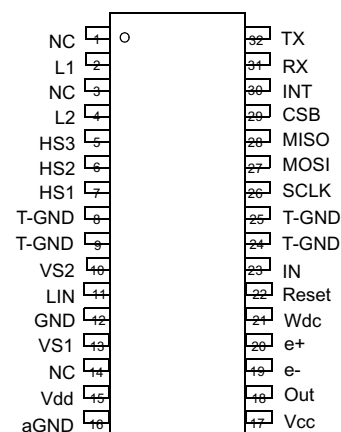 NC 1 32 TX
L1 2 31 RX
NC 3 30 INT
L2 4 29 CSB
HS3 5 28 MISO
HS2 6 27 MOSI
HS1 7 26 SCLK
T-GND 8 25 T-GND
T-GND 9 24 T-GND
VS2 10 23 IN
LIN 11 22 Reset
GND 12 21 Wdc
VS1 13 20 e+
NC 14 19 e-
Vdd 15 18 Out
aGND 16 17 Vcc